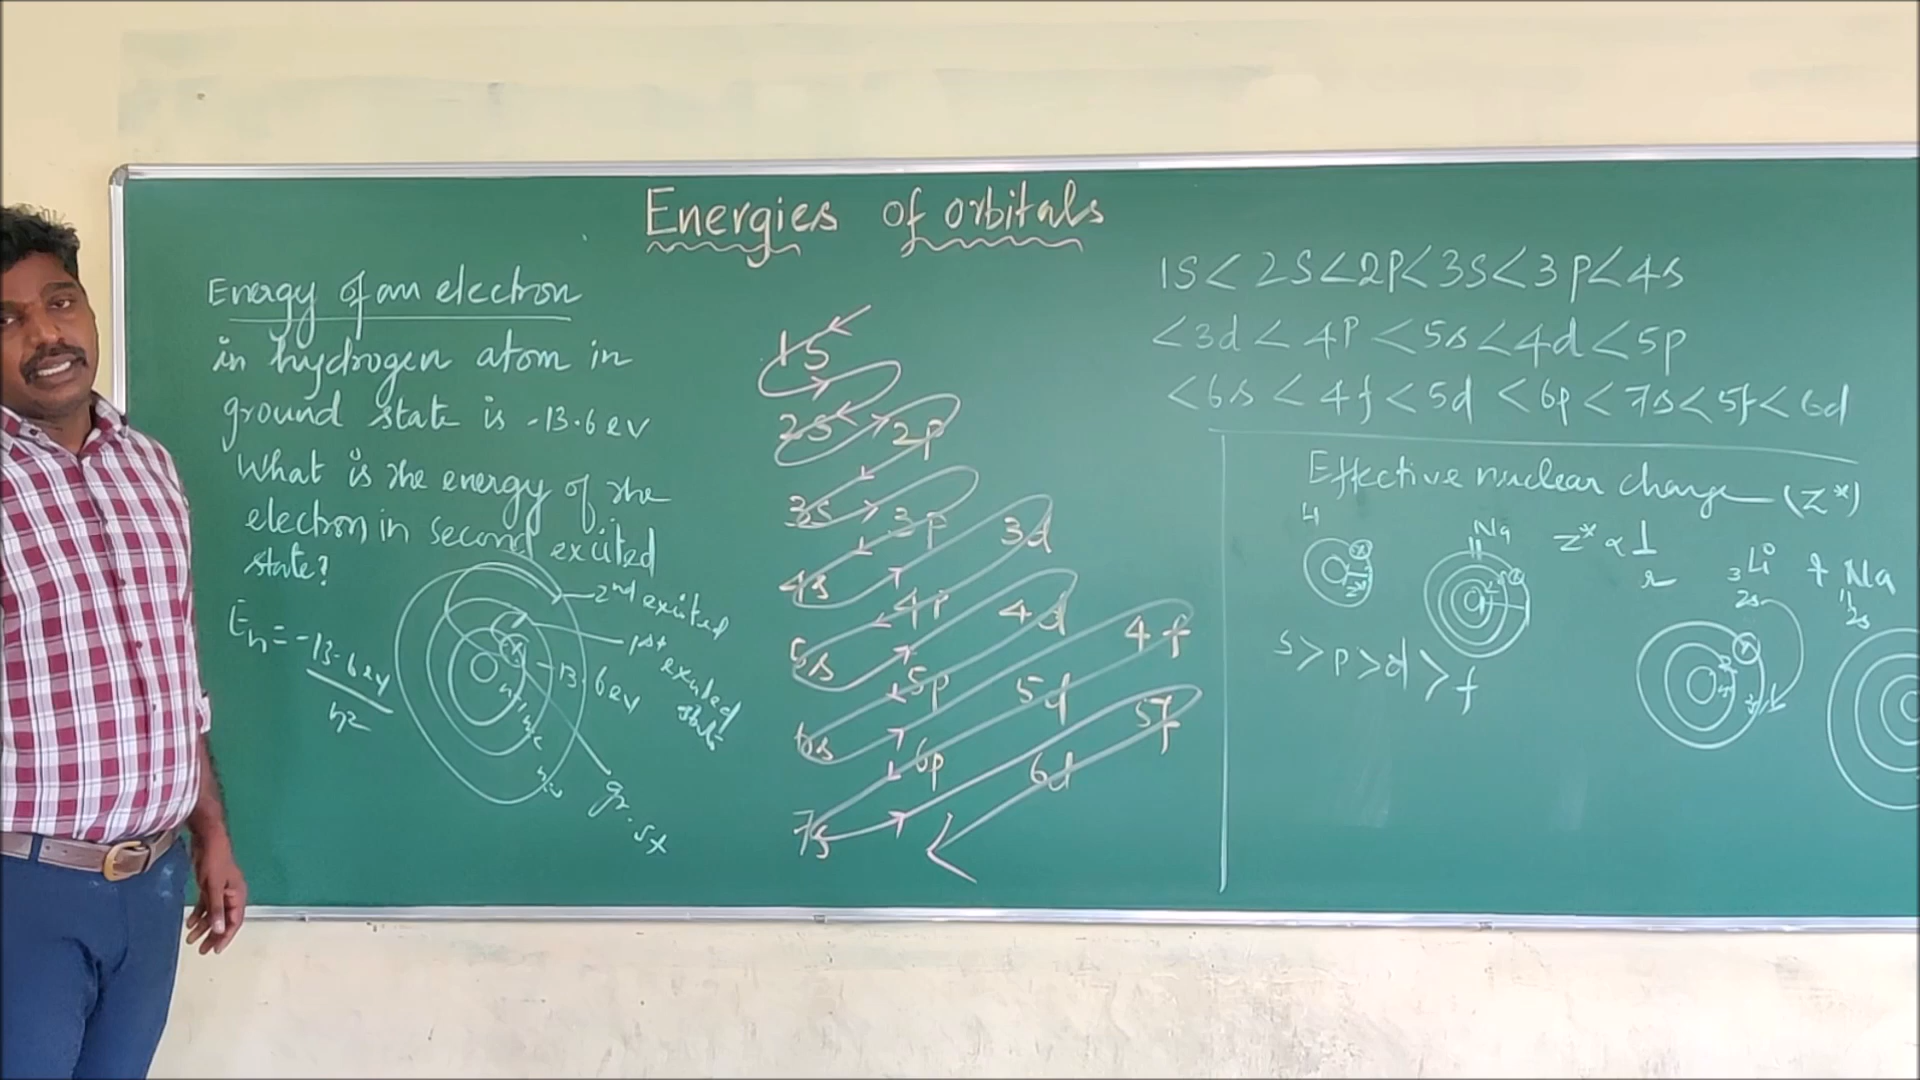 Energies of orbitals
Energy of an electron
in hydrogen atom in
ground state is -13.6 ev
What is the energy of the
electron in second excited
state?
En = -13.6 ev
n2
2nd excited
1st excited
state
-13.6 ev
1S
2S 2P
3s 3p 3d
4s 4p 4d 4f
5s 5p 5d 5f
6s 6p 6d
7s
1S < 2S < 2P < 3S < 3P < 4s
< 3d < 4P < 5s < 4d < 5p
< 6s < 4f < 5d < 6p < 7s < 5f < 6d
Effective nuclear charge (Z*)
Li
Na
Z* ∝ 1
r
3Li
2s
Na
s > p > d > f